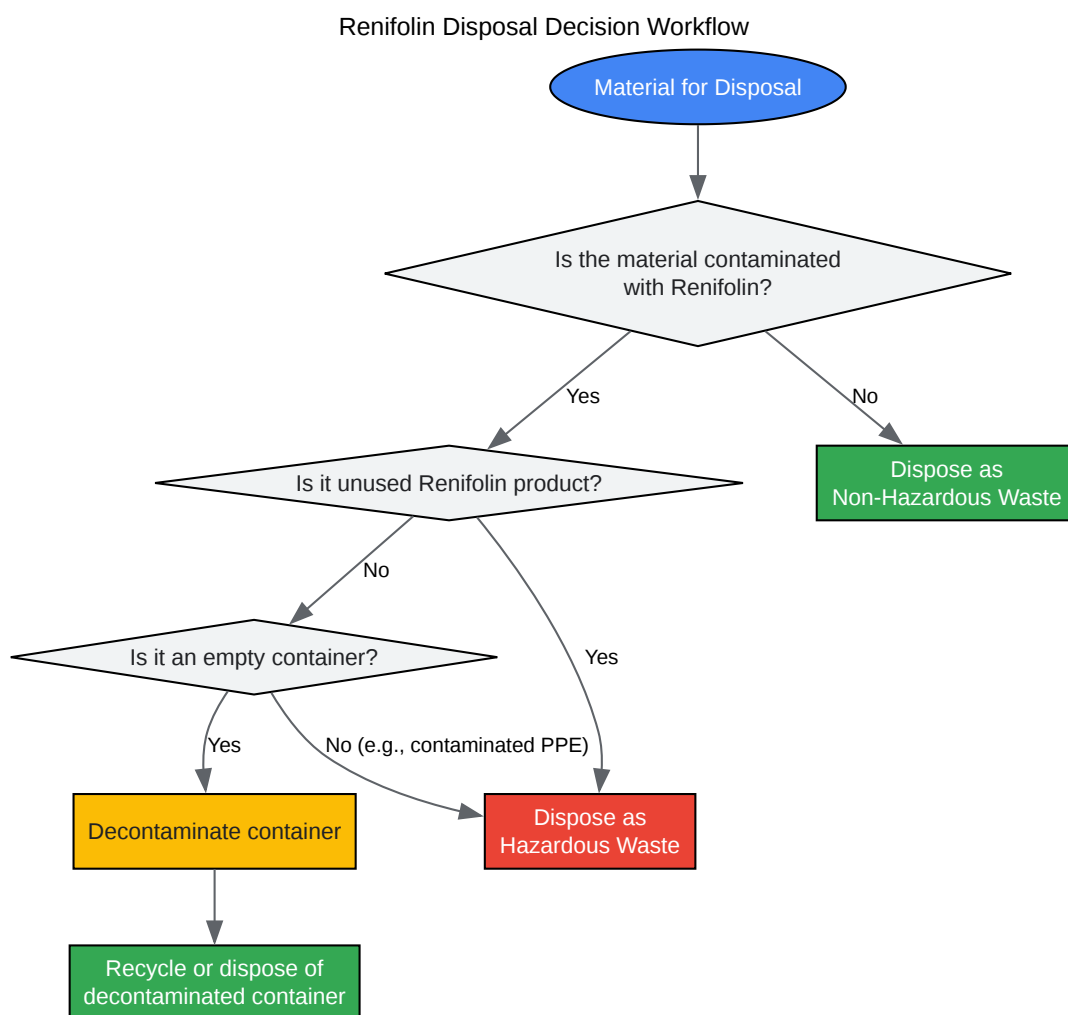 Renifolin Disposal Decision Workflow
Material for Disposal
Is the material contaminated
with Renifolin?
Yes
No
Is it unused Renifolin product?
Dispose as
Non-Hazardous Waste
No
Yes
Is it an empty container?
Yes
No (e.g., contaminated PPE)
Decontaminate container
Dispose as
Hazardous Waste
Recycle or dispose of
decontaminated container